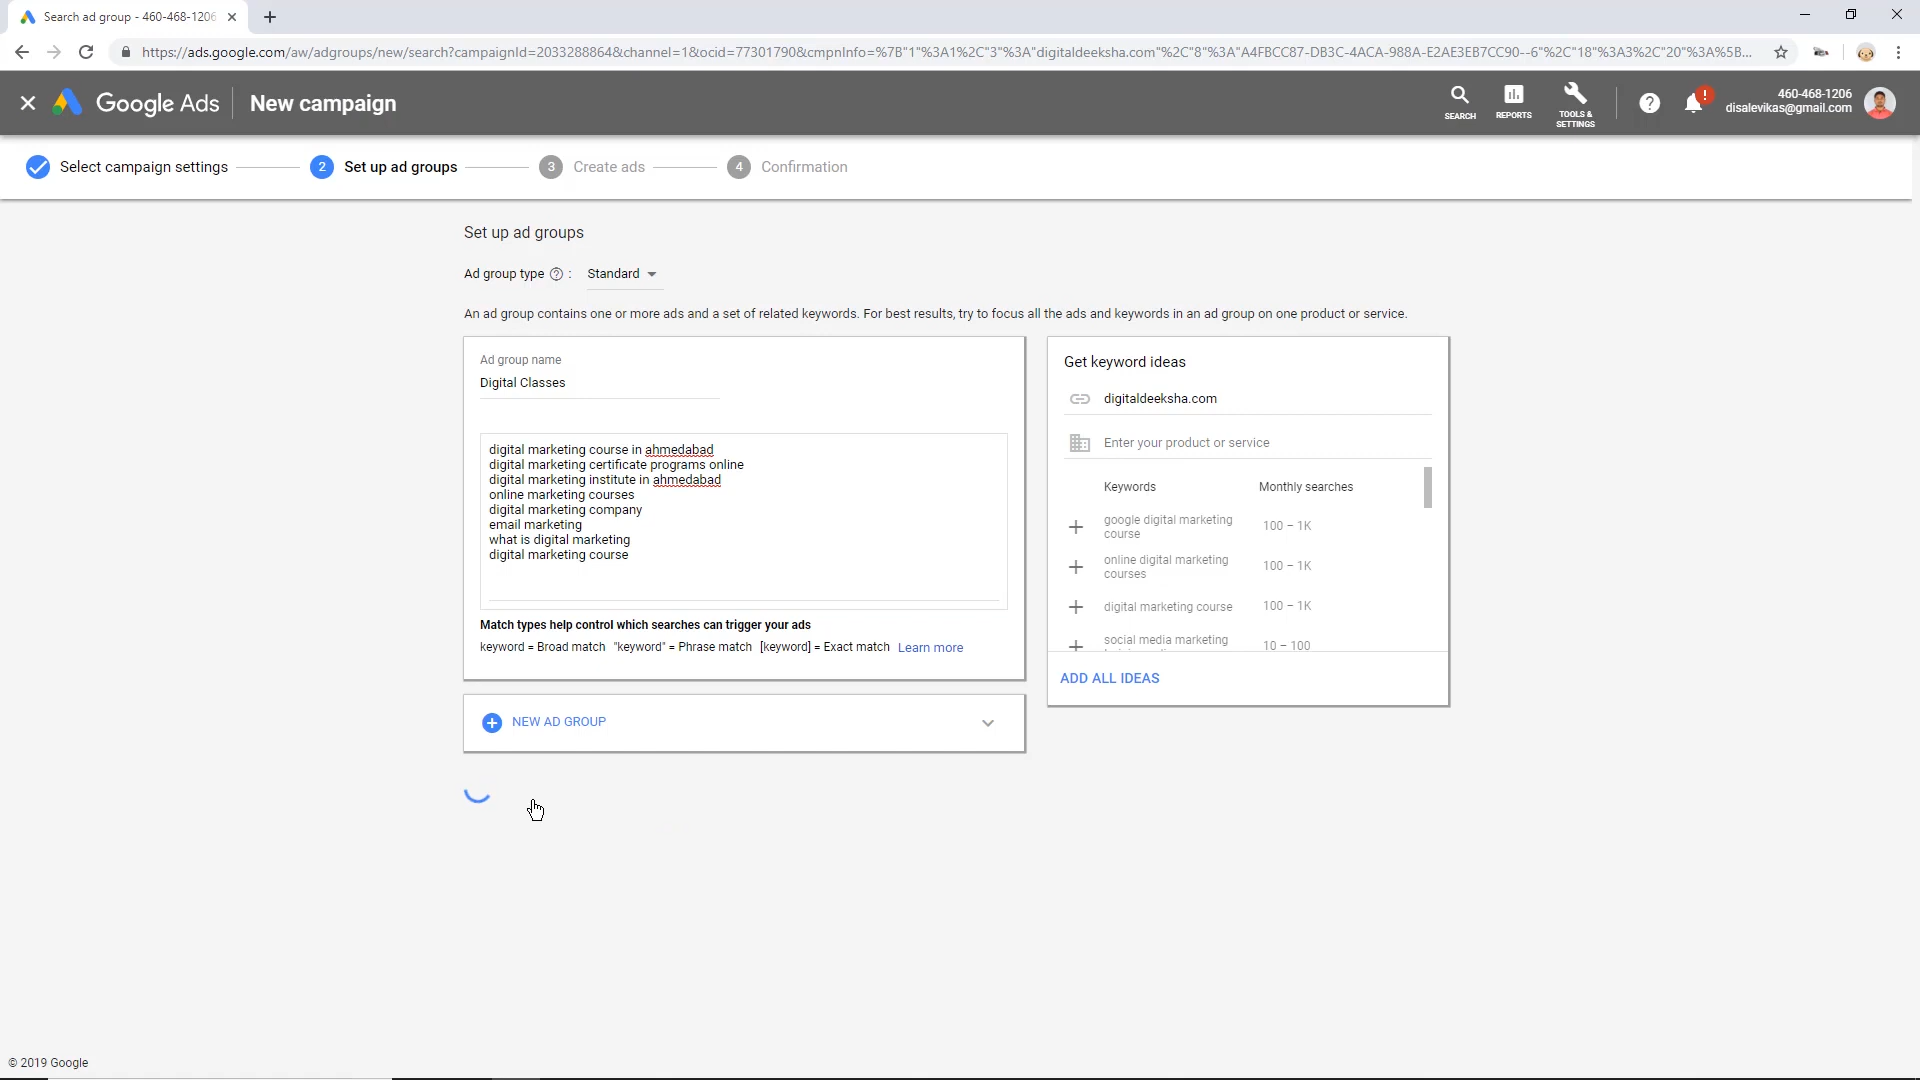 Search ad group - 460-468-1206
https://ads.google.com/aw/adgroups/new/search?campaignId=2033288864&channel=1&ocid=77301790&cmpnInfo=%7B"1"%3A1%2C"3"%3A"digitaldeeksha.com"%2C"8"%3A"A4FBCC87-DB3C-4ACA-988A-E2AE3EB7CC90--6"%2C"18"%3A3%2C"20"%3A%5B...
Google Ads
New campaign
SEARCH
REPORTS
TOOLS &
SETTINGS
?
!
460-468-1206
disalevikas@gmail.com
Select campaign settings
2 Set up ad groups
3 Create ads
4 Confirmation
Set up ad groups
Ad group type ? : Standard
An ad group contains one or more ads and a set of related keywords. For best results, try to focus all the ads and keywords in an ad group on one product or service.
Ad group name
Digital Classes
digital marketing course in ahmedabad
digital marketing certificate programs online
digital marketing institute in ahmedabad
online marketing courses
digital marketing company
email marketing
what is digital marketing
digital marketing course
Match types help control which searches can trigger your ads
keyword = Broad match "keyword" = Phrase match [keyword] = Exact match Learn more
NEW AD GROUP
Get keyword ideas
digitaldeeksha.com
Enter your product or service
Keywords Monthly searches
google digital marketing
course
100 – 1K
online digital marketing
courses
100 – 1K
digital marketing course 100 – 1K
social media marketing
10 – 100
ADD ALL IDEAS
© 2019 Google